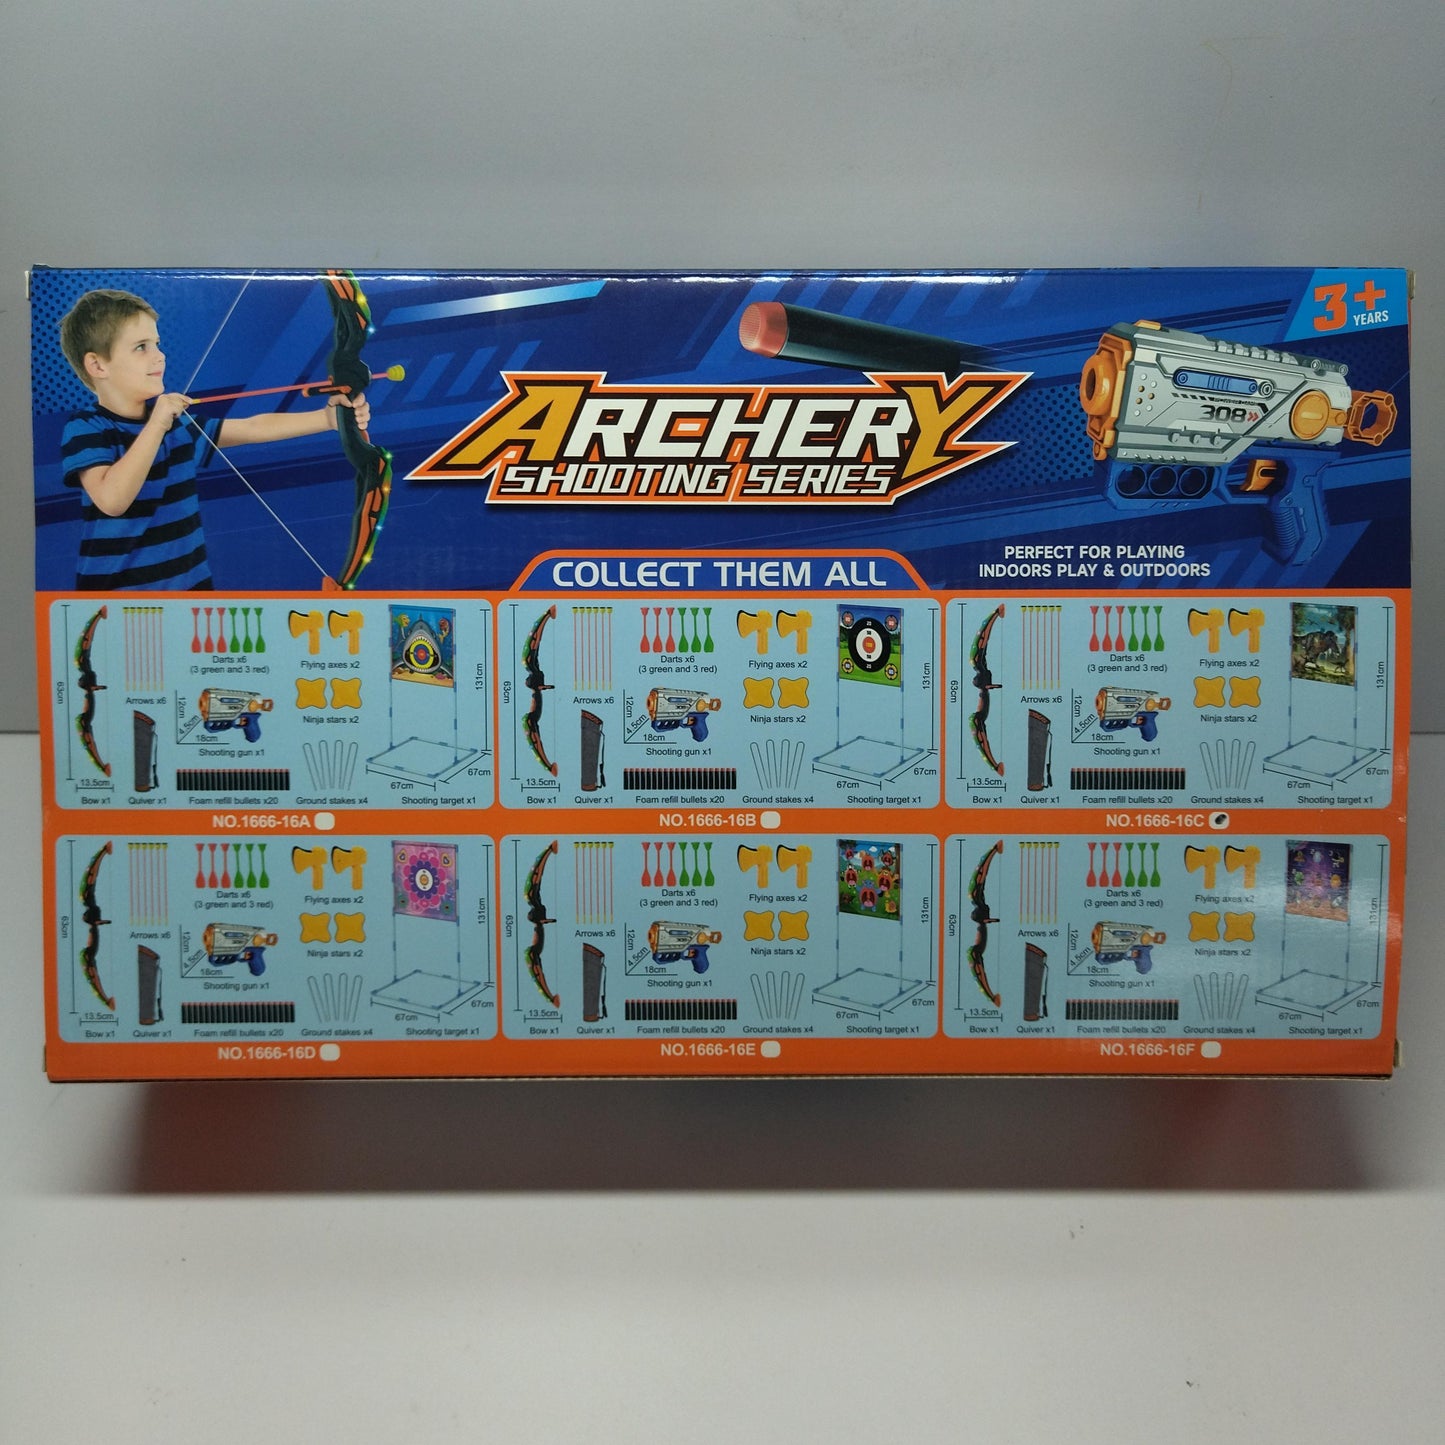 3+
YEARS
ARCHERY
SHOOTING SERIES
POWER GAME
308
COLLECT THEM ALL
PERFECT FOR PLAYING
INDOORS PLAY & OUTDOORS
63cm
13.5cm
Bow x1
Arrows x6
Quiver x1
Darts x6
(3 green and 3 red)
12cm
4.5cm
18cm
Shooting gun x1
Foam refill bullets x20
Flying axes x2
Ninja stars x2
Ground stakes x4
131cm
67cm
67cm
Shooting target x1
NO.1666-16A
63cm
13.5cm
Bow x1
Arrows x6
Quiver x1
Darts x6
(3 green and 3 red)
12cm
4.5cm
18cm
Shooting gun x1
Foam refill bullets x20
Flying axes x2
Ninja stars x2
Ground stakes x4
131cm
67cm
67cm
Shooting target x1
NO.1666-16B
63cm
13.5cm
Bow x1
Arrows x6
Quiver x1
Darts x6
(3 green and 3 red)
12cm
4.5cm
18cm
Shooting gun x1
Foam refill bullets x20
Flying axes x2
Ninja stars x2
Ground stakes x4
131cm
67cm
67cm
Shooting target x1
NO.1666-16C
63cm
13.5cm
Bow x1
Arrows x6
Quiver x1
Darts x6
(3 green and 3 red)
12cm
4.5cm
18cm
Shooting gun x1
Foam refill bullets x20
Flying axes x2
Ninja stars x2
Ground stakes x4
131cm
67cm
67cm
Shooting target x1
NO.1666-16D
63cm
13.5cm
Bow x1
Arrows x6
Quiver x1
Darts x6
(3 green and 3 red)
12cm
4.5cm
18cm
Shooting gun x1
Foam refill bullets x20
Flying axes x2
Ninja stars x2
Ground stakes x4
131cm
67cm
67cm
Shooting target x1
NO.1666-16E
63cm
13.5cm
Bow x1
Arrows x6
Quiver x1
Darts x6
(3 green and 3 red)
12cm
4.5cm
18cm
Shooting gun x1
Foam refill bullets x20
Flying axes x2
Ninja stars x2
Ground stakes x4
131cm
67cm
67cm
Shooting target x1
NO.1666-16F